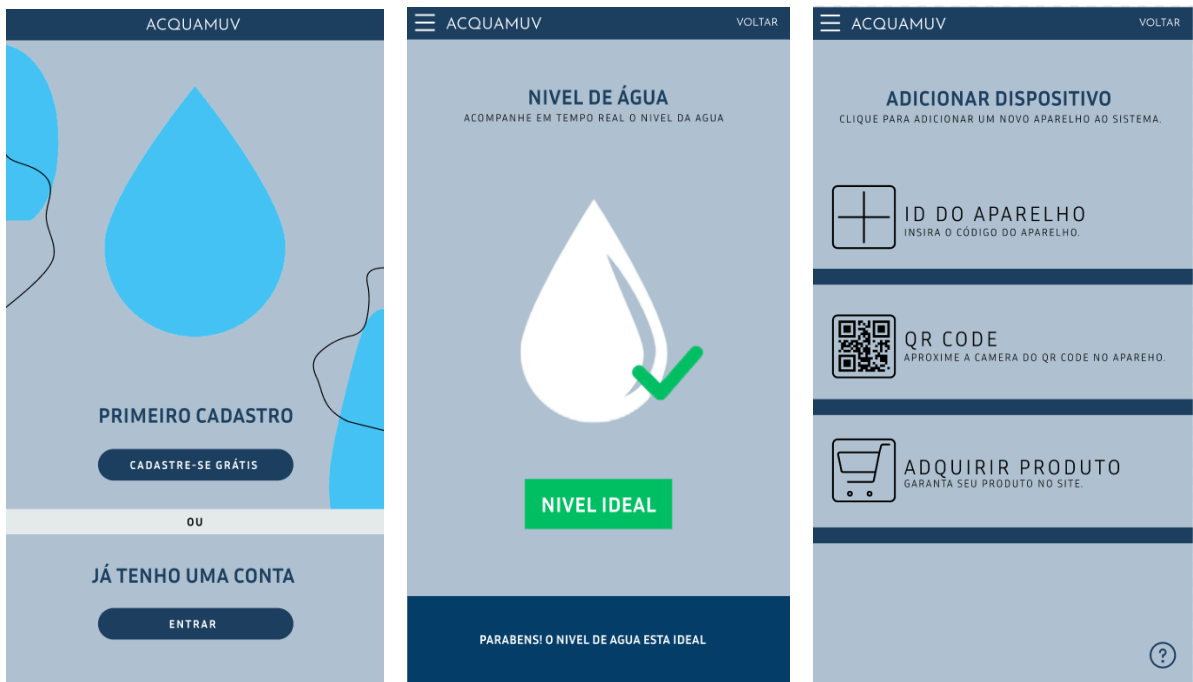 ACQUAMUV
PRIMEIRO CADASTRO
CADASTRE-SE GRÁTIS
OU
JÁ TENHO UMA CONTA
ENTRAR
ACQUAMUV
VOLTAR
NIVEL DE ÁGUA
ACOMPANHE EM TEMPO REAL O NIVEL DA AGUA
NIVEL IDEAL
PARABENS! O NIVEL DE AGUA ESTA IDEAL
ACQUAMUV
VOLTAR
ADICIONAR DISPOSITIVO
CLIQUE PARA ADICIONAR UM NOVO APARELHO AO SISTEMA.
ID DO APARELHO
INSIRA O CÓDIGO DO APARELHO.
QR CODE
APROXIME A CAMERA DO QR CODE NO APAREHO.
ADQUIRIR PRODUTO
GARANTA SEU PRODUTO NO SITE.
?